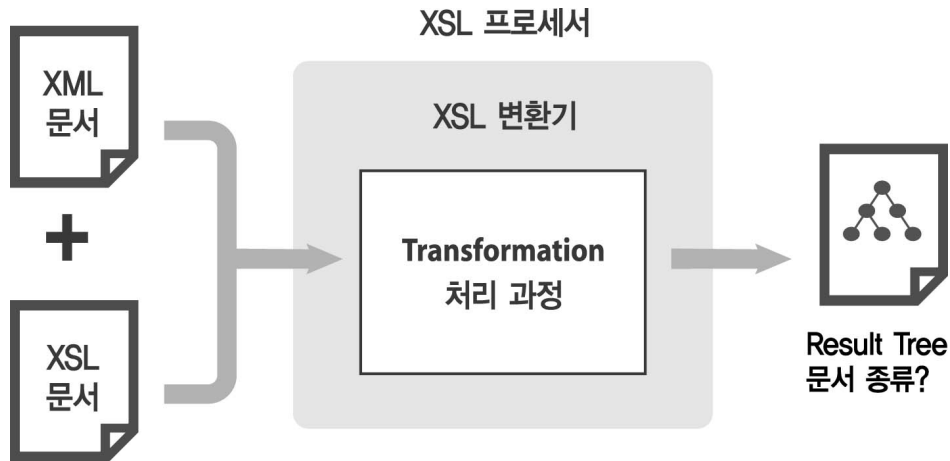 XSL 프로세서
XML
문서
+
XSL
문서
XSL 변환기
Transformation
처리 과정
Result Tree
문서 종류?